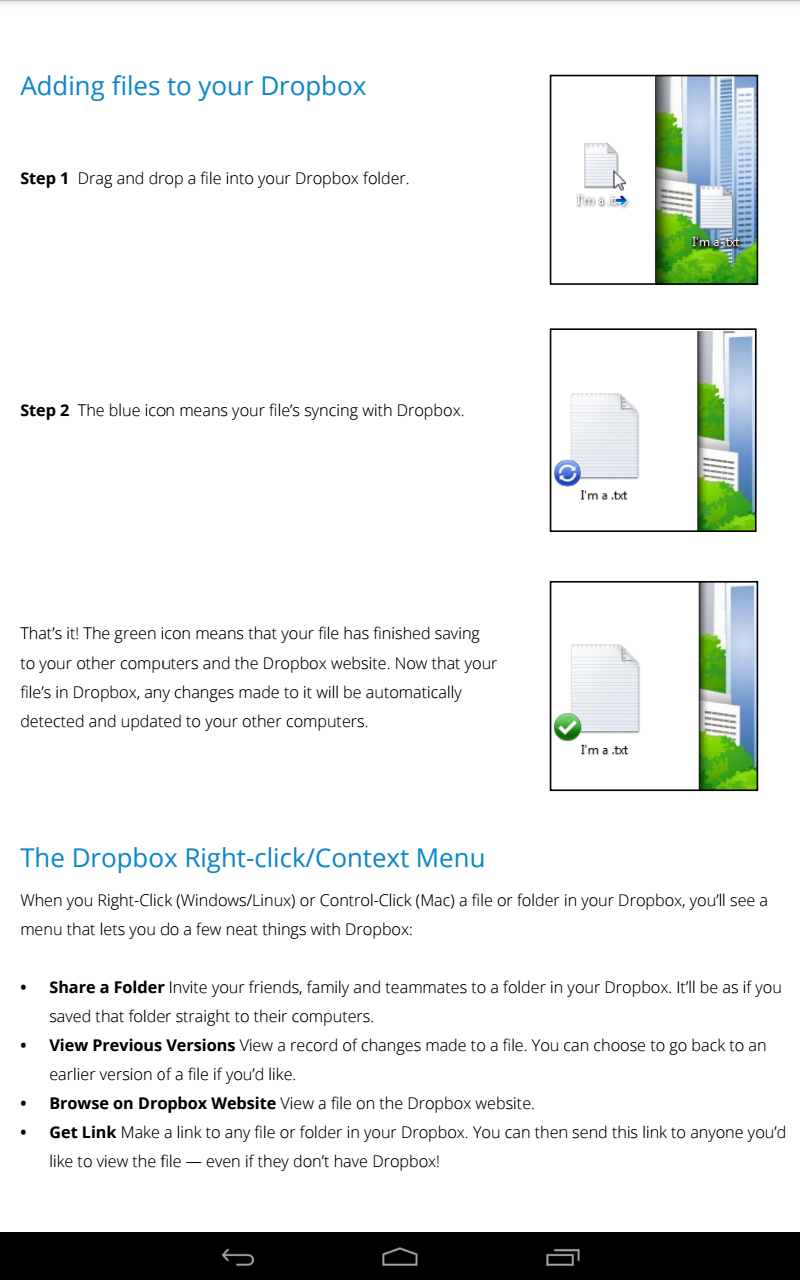 Adding files to your Dropbox
Step 1 Drag and drop a file into your Dropbox folder.
I'm a .txt
Step 2 The blue icon means your file's syncing with Dropbox.
I'm a .txt
That's it! The green icon means that your file has finished saving
to your other computers and the Dropbox website. Now that your
file's in Dropbox, any changes made to it will be automatically
detected and updated to your other computers.
I'm a .txt
The Dropbox Right-click/Context Menu
When you Right-Click (Windows/Linux) or Control-Click (Mac) a file or folder in your Dropbox, you'll see a
menu that lets you do a few neat things with Dropbox:
• Share a Folder Invite your friends, family and teammates to a folder in your Dropbox. It'll be as if you
saved that folder straight to their computers.
• View Previous Versions View a record of changes made to a file. You can choose to go back to an
earlier version of a file if you'd like.
• Browse on Dropbox Website View a file on the Dropbox website.
• Get Link Make a link to any file or folder in your Dropbox. You can then send this link to anyone you'd
like to view the file — even if they don't have Dropbox!